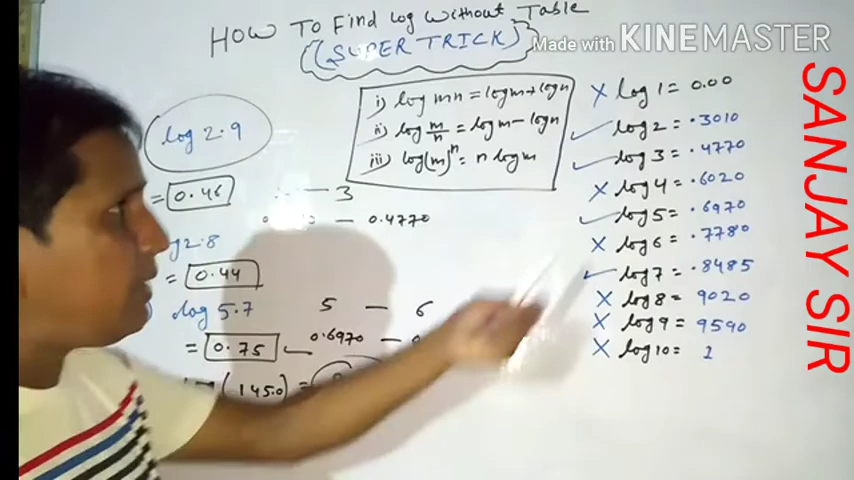 HOW TO Find log without Table
(SUPER TRICK)
Made with KINEMASTER
SANJAY SIR
log 2.9
= 0.46
3
0.4770
2.8
= 0.44
log 5.7
5 — 6
= 0.75
0.6970 —
(1450) =
i) log mn = logm + logn
ii) log m/n = logm - logn
iii) log(m)^n = n logm
× log 1 = 0.00
✓ log 2 = .3010
✓ log 3 = .4770
× log 4 = .6020
✓ log 5 = .6970
× log 6 = .7780
✓ log 7 = .8485
× log 8 = 9020
× log 9 = 9590
× log 10 = 1